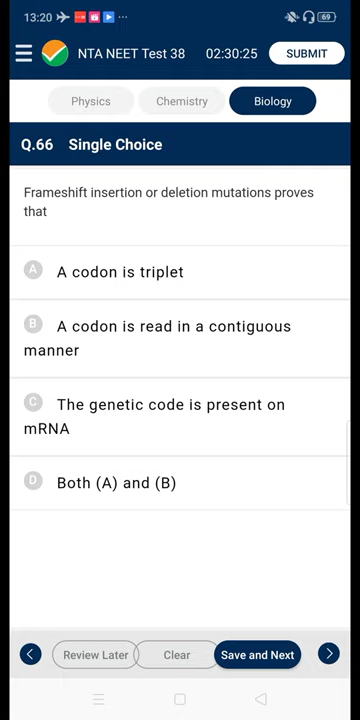 13:20 ... 69
NTA NEET Test 38 02:30:25 SUBMIT
Physics Chemistry Biology
Q.66 Single Choice
Frameshift insertion or deletion mutations proves
that
A A codon is triplet
B A codon is read in a contiguous
manner
C The genetic code is present on
mRNA
D Both (A) and (B)
< Review Later Clear Save and Next >